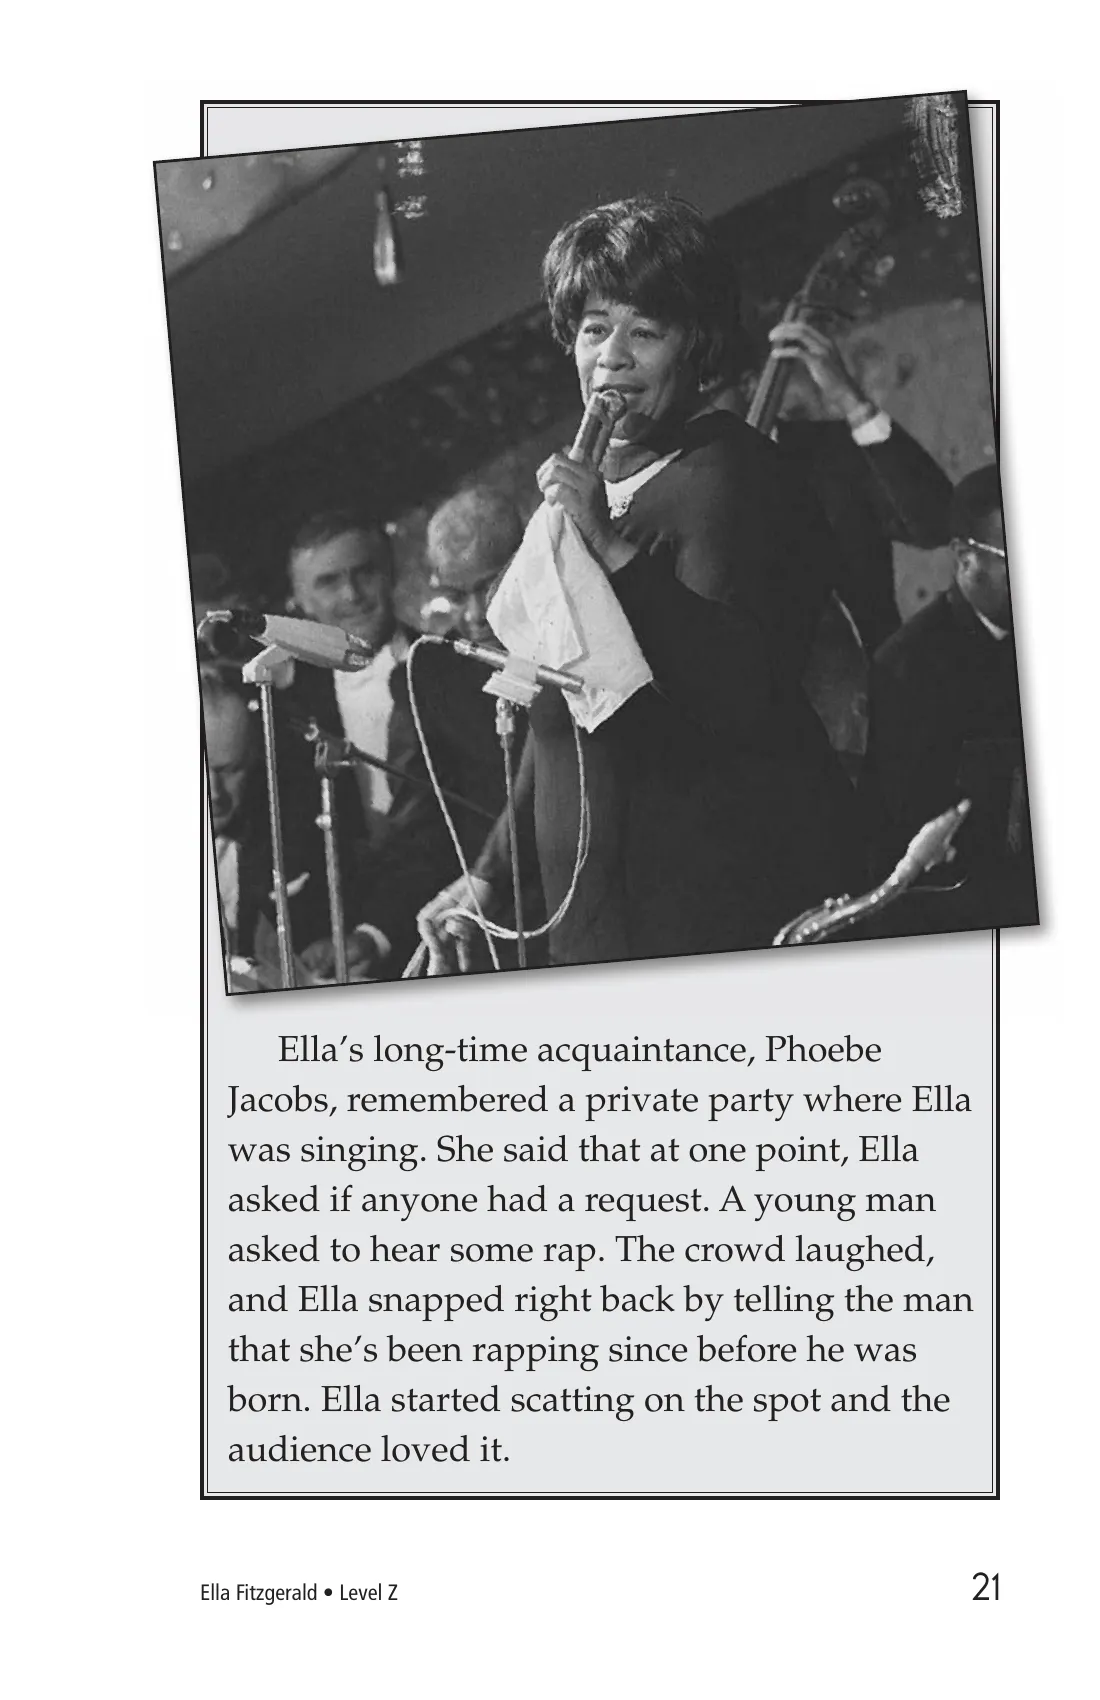 Ella’s long-time acquaintance, Phoebe
Jacobs, remembered a private party where Ella
was singing. She said that at one point, Ella
asked if anyone had a request. A young man
asked to hear some rap. The crowd laughed,
and Ella snapped right back by telling the man
that she’s been rapping since before he was
born. Ella started scatting on the spot and the
audience loved it.
Ella Fitzgerald • Level Z
21